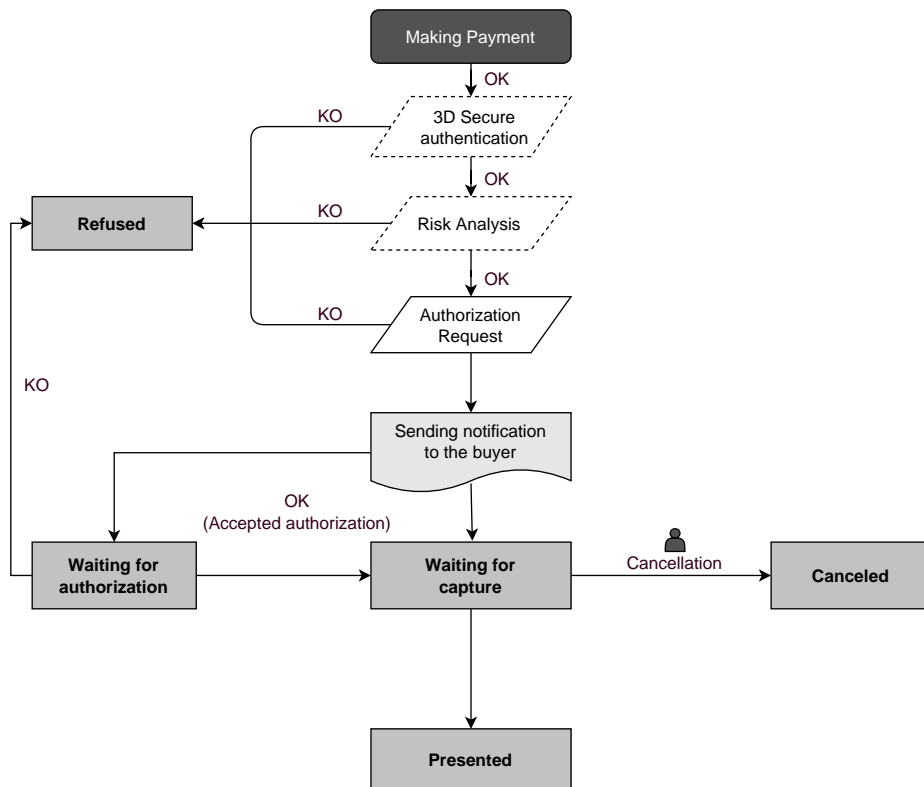 Making Payment
OK
KO
3D Secure
authentication
OK
Refused
KO
Risk Analysis
OK
KO
Authorization
Request
KO
Sending notification
to the buyer
OK
(Accepted authorization)
Waiting for
authorization
Waiting for
capture
Cancellation
Canceled
Presented